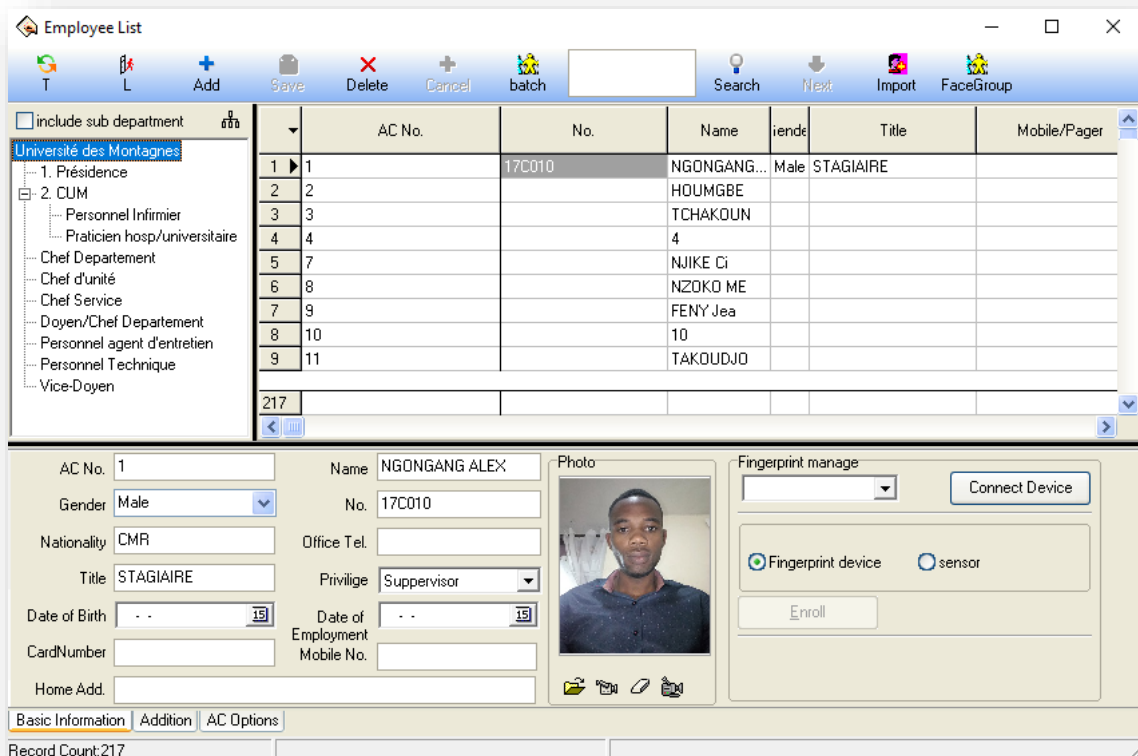 Employee List
T L Add Save Delete Cancel batch Search Next Import FaceGroup
include sub department
Université des Montagnes
1. Présidence
2. CUM
Personnel Infirmier
Praticien hosp/universitaire
Chef Departement
Chef d'unité
Chef Service
Doyen/Chef Departement
Personnel agent d'entretien
Personnel Technique
Vice-Doyen
AC No. No. Name iende Title Mobile/Pager
1 1 17C010 NGONGANG... Male STAGIAIRE
2 2 HOUMGBE
3 3 TCHAKOUN
4 4 4
5 7 NJIKE Ci
6 8 NZOKO ME
7 9 FENY Jea
8 10 10
9 11 TAKOUDJO
217
AC No. 1
Name NGONGANG ALEX
Gender Male
No. 17C010
Nationality CMR
Office Tel.
Title STAGIAIRE
Privilige Suppervisor
Date of Birth - - 15
Date of Employment - - 15
CardNumber
Mobile No.
Home Add.
Photo
Fingerprint manage
Connect Device
Fingerprint device sensor
Enroll
Basic Information Addition AC Options
Record Count:217